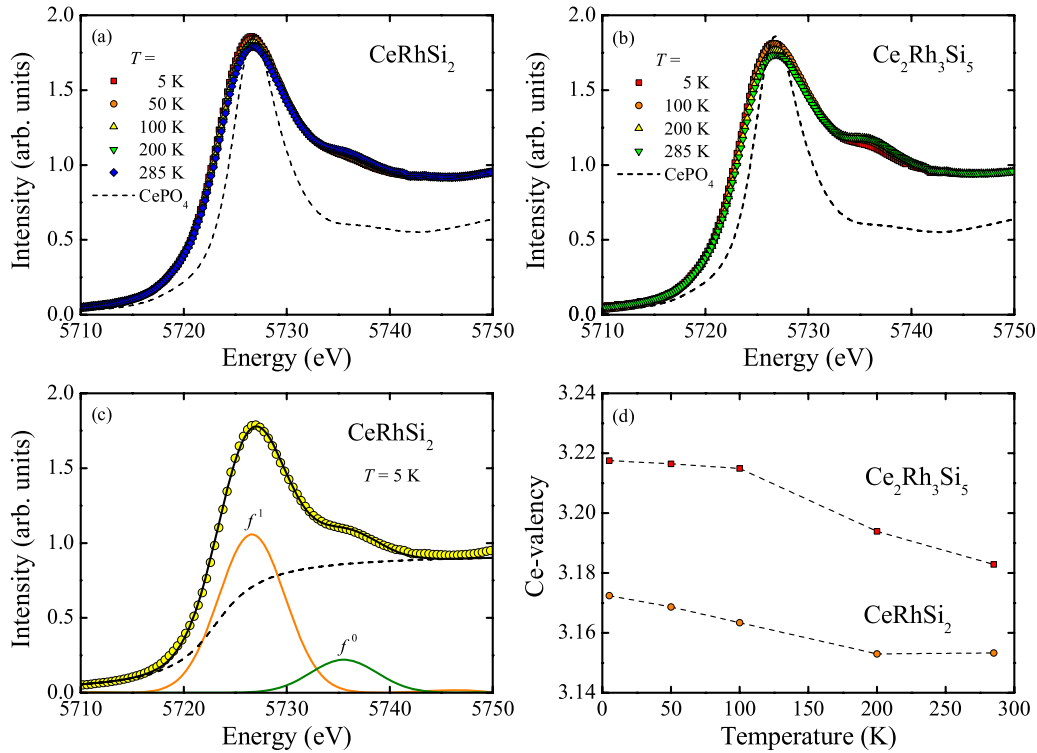 (a)
CeRhSi₂
T =
5 K
50 K
100 K
200 K
285 K
CePO₄
Intensity (arb. units)
2.0
1.5
1.0
0.5
0.0
5710 5720 5730 5740 5750
Energy (eV)
(b)
Ce₂Rh₃Si₅
T =
5 K
100 K
200 K
285 K
CePO₄
Intensity (arb. units)
2.0
1.5
1.0
0.5
0.0
5710 5720 5730 5740 5750
Energy (eV)
(c)
CeRhSi₂
T = 5 K
f¹
f⁰
Intensity (arb. units)
2.0
1.5
1.0
0.5
0.0
5710 5720 5730 5740 5750
Energy (eV)
(d)
Ce₂Rh₃Si₅
CeRhSi₂
Ce-valency
3.24
3.22
3.20
3.18
3.16
3.14
0 50 100 150 200 250 300
Temperature (K)